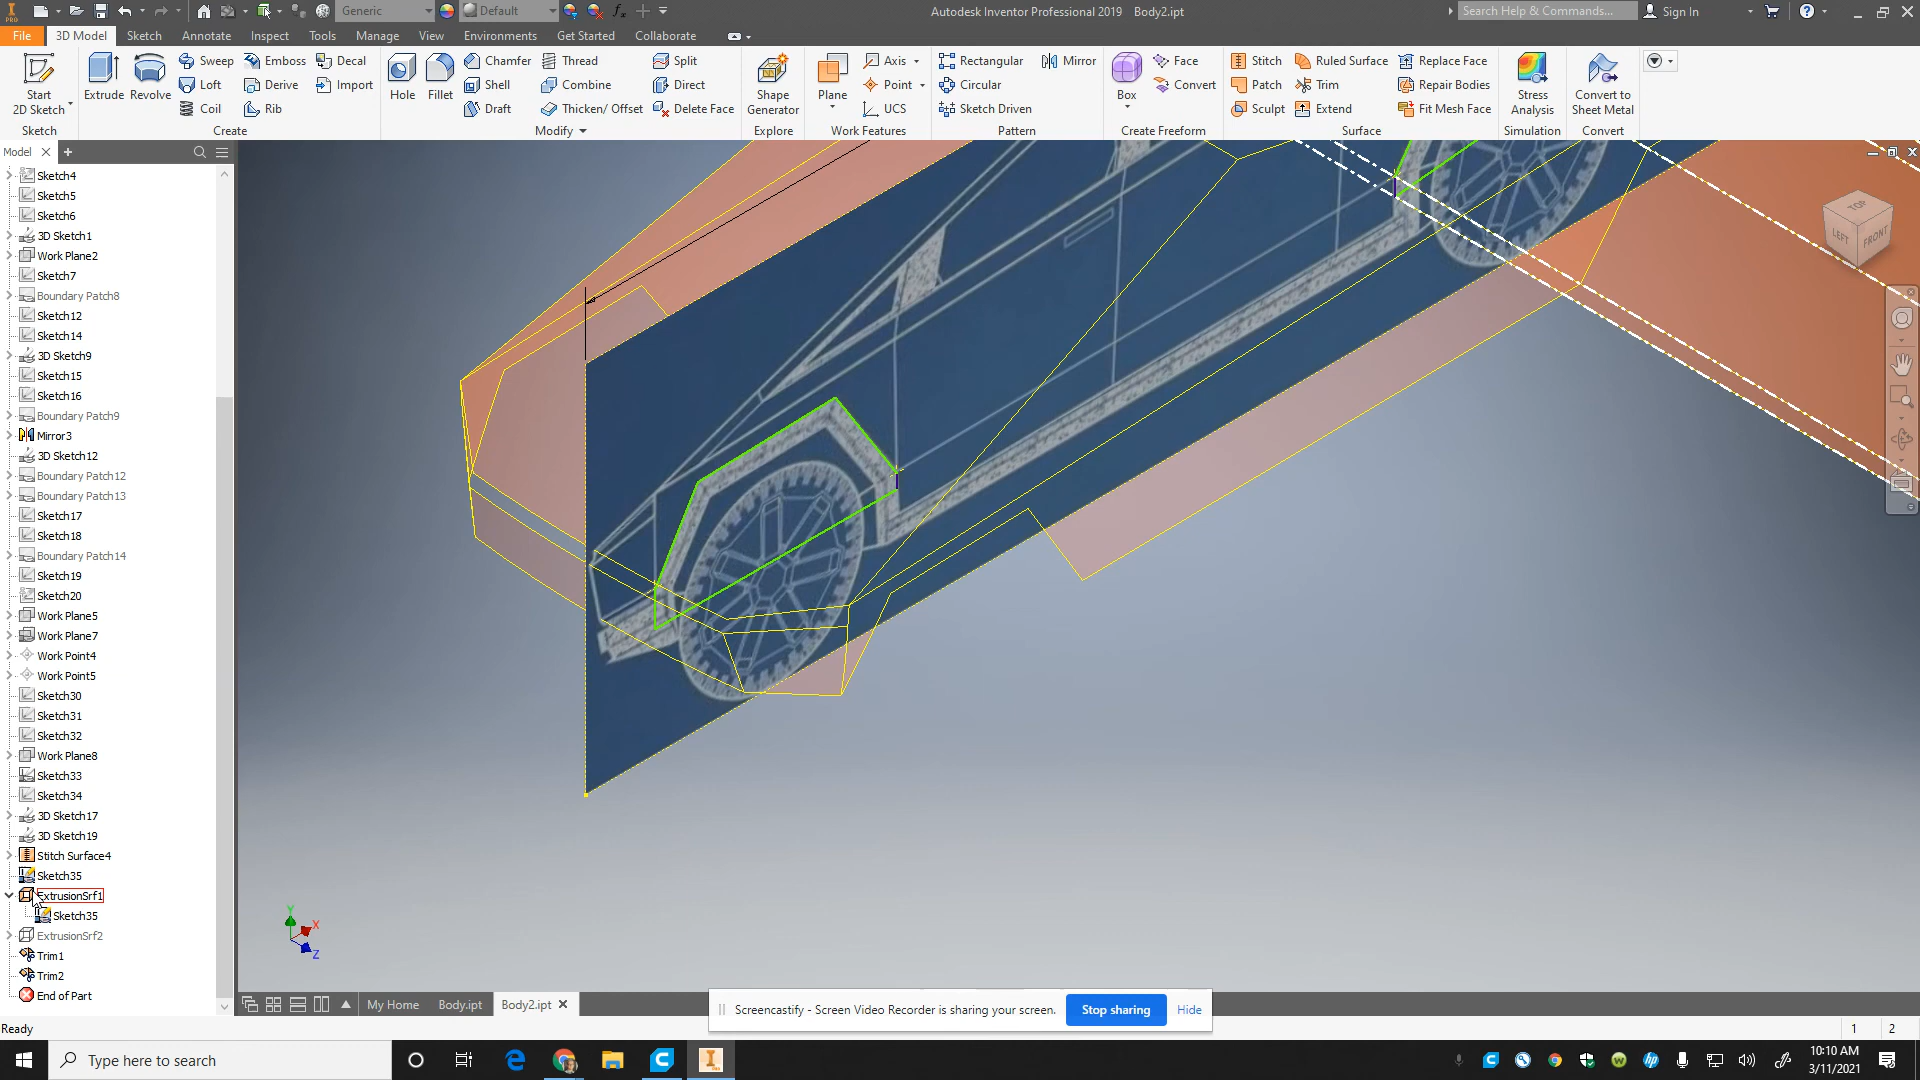 Generic
Default
Autodesk Inventor Professional 2019 Body2.ipt
Search Help & Commands...
Sign In
PRO
File 3D Model Sketch Annotate Inspect Tools Manage View Environments Get Started Collaborate
Start
2D Sketch
Extrude
Revolve
Sweep
Loft
Coil
Emboss
Derive
Rib
Decal
Import
Hole
Fillet
Chamfer
Shell
Draft
Thread
Combine
Thicken/ Offset
Split
Direct
Delete Face
Shape
Generator
Plane
Axis
Point
UCS
Rectangular
Circular
Sketch Driven
Mirror
Box
Face
Convert
Stitch
Patch
Sculpt
Ruled Surface
Trim
Extend
Replace Face
Repair Bodies
Fit Mesh Face
Stress
Analysis
Convert to
Sheet Metal
Sketch Create Modify Explore Work Features Pattern Create Freeform Surface Simulation Convert
Model
Sketch4
Sketch5
Sketch6
3D Sketch1
Work Plane2
Sketch7
Boundary Patch8
Sketch12
Sketch14
3D Sketch9
Sketch15
Sketch16
Boundary Patch9
Mirror3
3D Sketch12
Boundary Patch12
Boundary Patch13
Sketch17
Sketch18
Boundary Patch14
Sketch19
Sketch20
Work Plane5
Work Plane7
Work Point4
Work Point5
Sketch30
Sketch31
Sketch32
Work Plane8
Sketch33
Sketch34
3D Sketch17
3D Sketch19
Stitch Surface4
Sketch35
ExtrusionSrf1
Sketch35
ExtrusionSrf2
Trim1
Trim2
End of Part
TOP
LEFT
FRONT
Y
X
Z
My Home Body.ipt Body2.ipt
Screencastify - Screen Video Recorder is sharing your screen. Stop sharing Hide
Ready 1 2
Type here to search
10:10 AM
3/11/2021